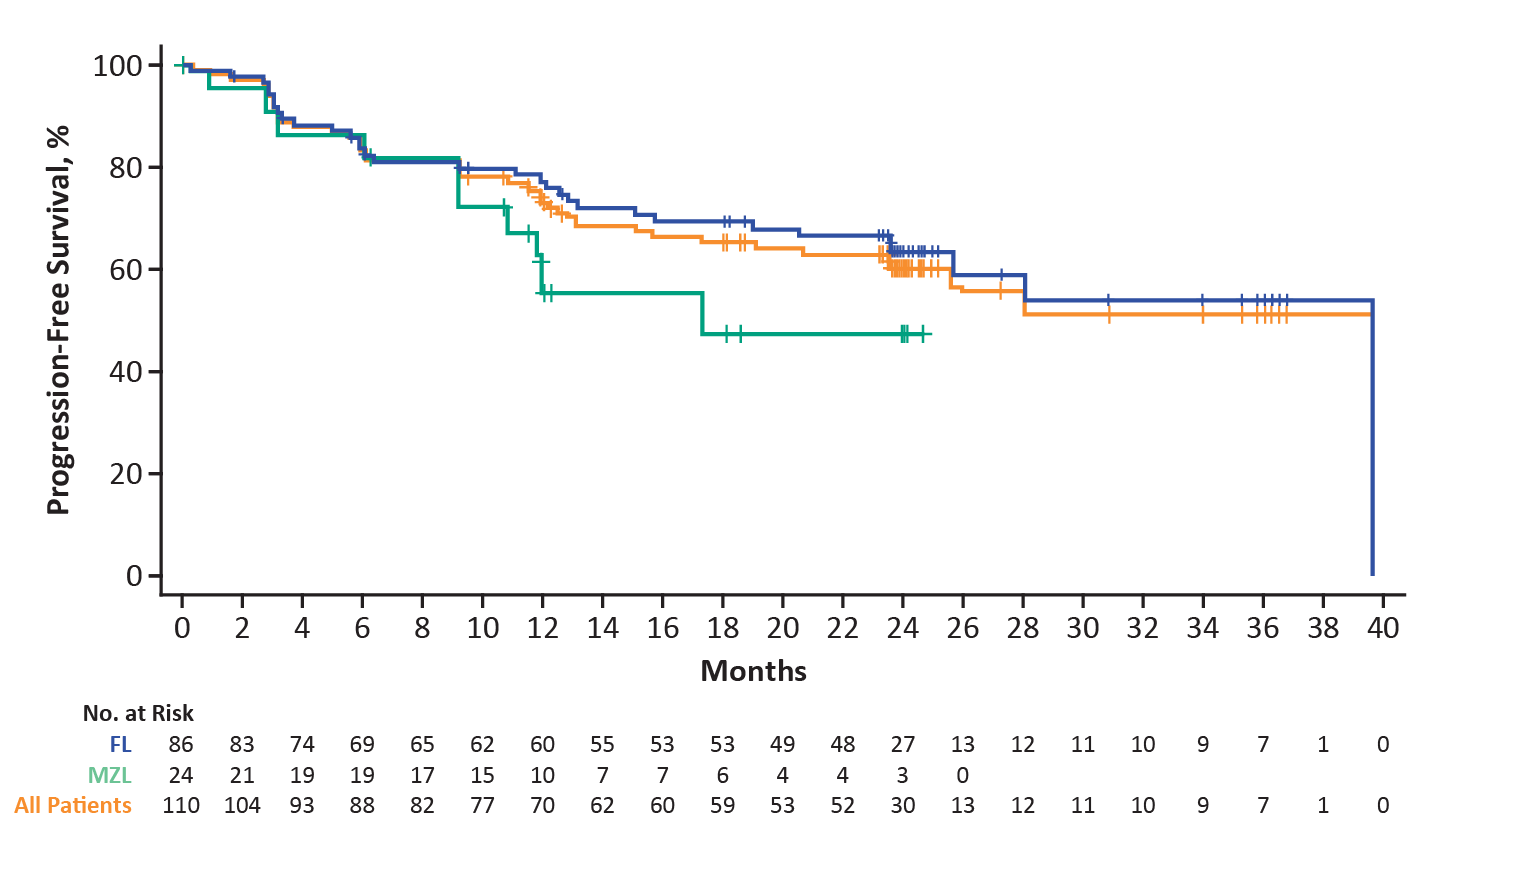 Progression-Free Survival, %
100
80
60
40
20
0
0 2 4 6 8 10 12 14 16 18 20 22 24 26 28 30 32 34 36 38 40
Months
No. at Risk
FL 86 83 74 69 65 62 60 55 53 53 49 48 27 13 12 11 10 9 7 1 0
MZL 24 21 19 19 17 15 10 7 7 6 4 4 3 0
All Patients 110 104 93 88 82 77 70 62 60 59 53 52 30 13 12 11 10 9 7 1 0